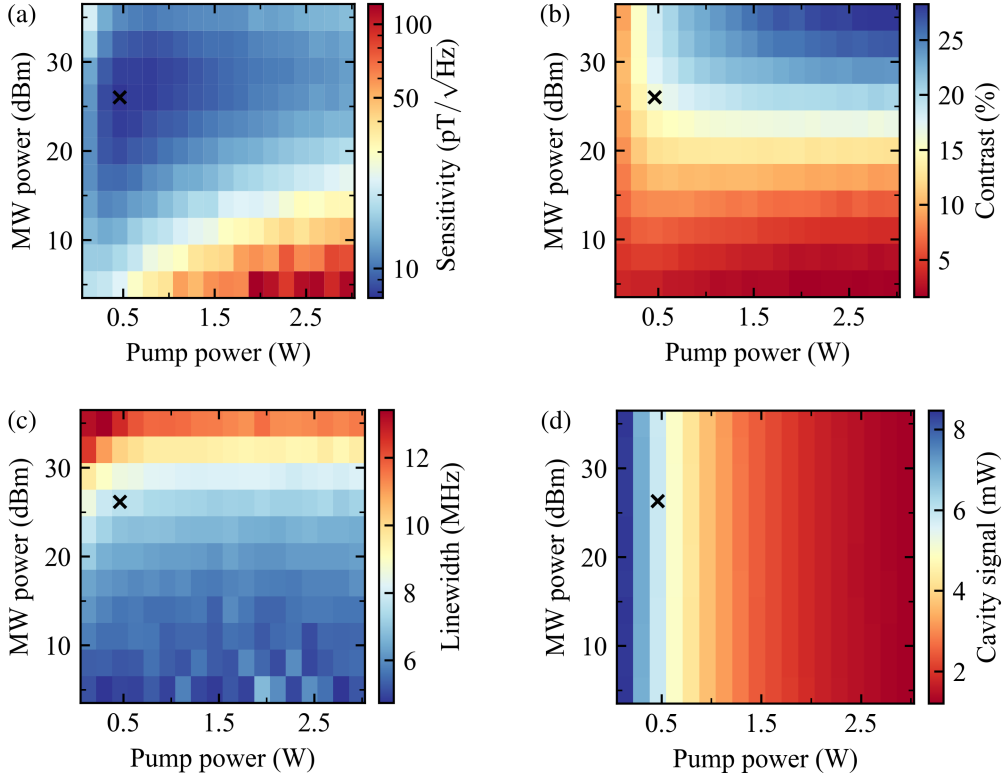 (a)
MW power (dBm)
30
20
10
0.5
1.5
2.5
Pump power (W)
100
50
10
Sensitivity (pT/√Hz)
(b)
MW power (dBm)
30
20
10
0.5
1.5
2.5
Pump power (W)
25
20
15
10
5
Contrast (%)
(c)
MW power (dBm)
30
20
10
0.5
1.5
2.5
Pump power (W)
12
10
8
6
Linewidth (MHz)
(d)
MW power (dBm)
30
20
10
0.5
1.5
2.5
Pump power (W)
8
6
4
2
Cavity signal (mW)